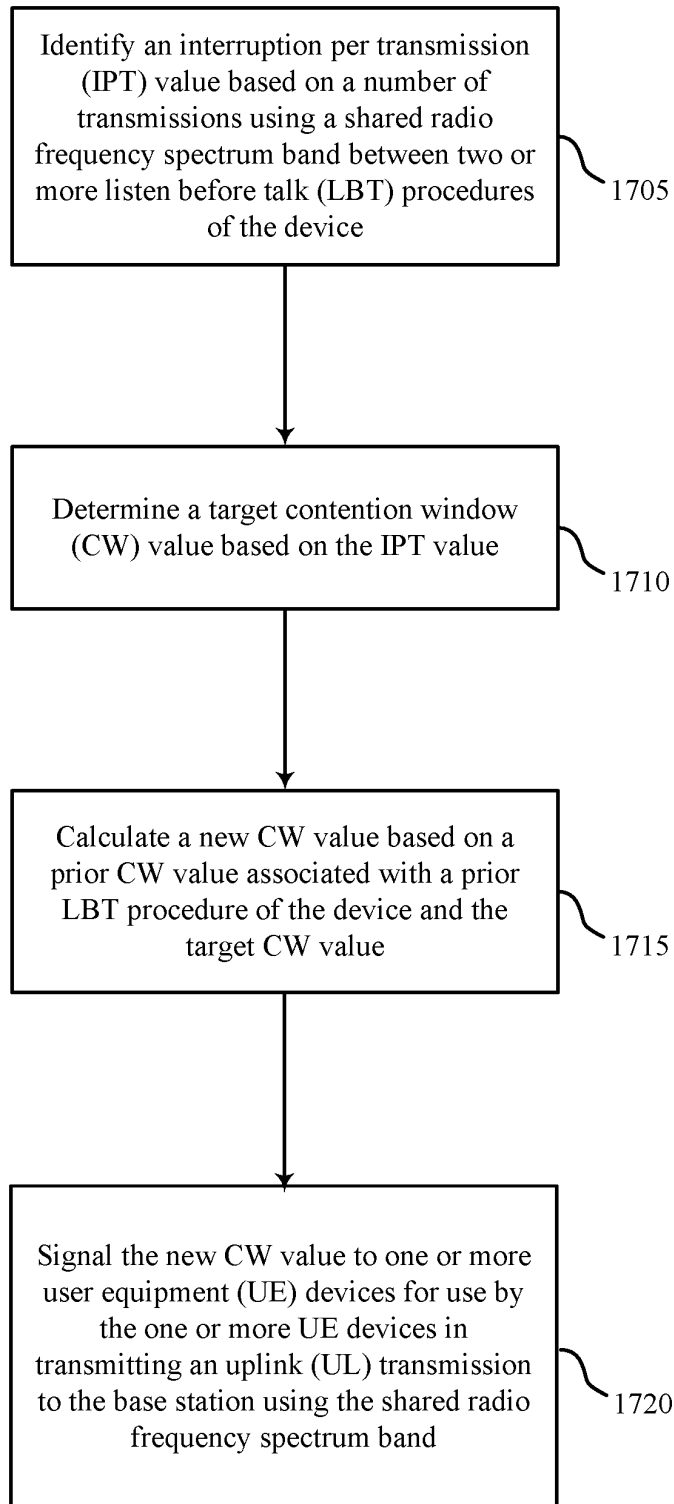 Identify an interruption per transmission
(IPT) value based on a number of
transmissions using a shared radio
frequency spectrum band between two or
more listen before talk (LBT) procedures
of the device
1705
Determine a target contention window
(CW) value based on the IPT value
1710
Calculate a new CW value based on a
prior CW value associated with a prior
LBT procedure of the device and the
target CW value
1715
Signal the new CW value to one or more
user equipment (UE) devices for use by
the one or more UE devices in
transmitting an uplink (UL) transmission
to the base station using the shared radio
frequency spectrum band
1720